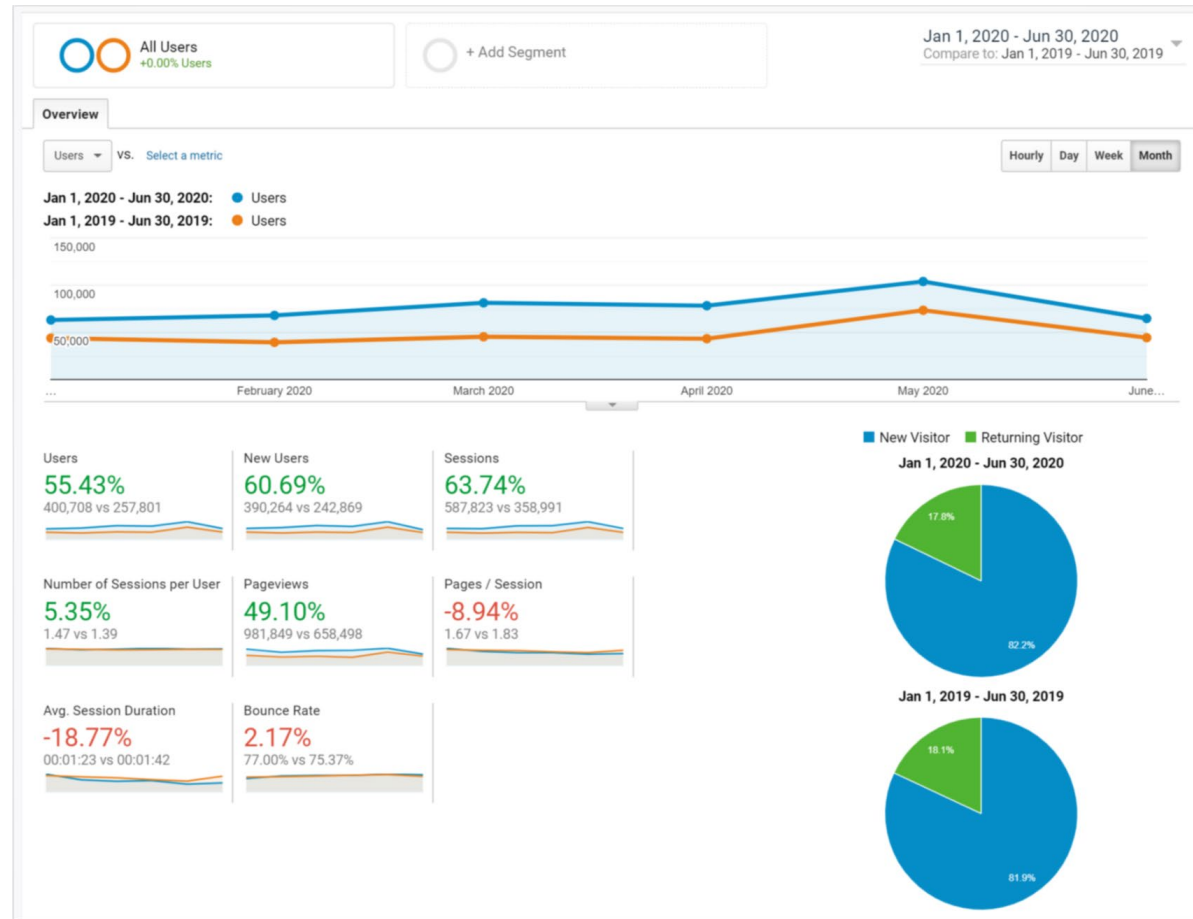 All Users
+0.00% Users
+ Add Segment
Jan 1, 2020 - Jun 30, 2020
Compare to: Jan 1, 2019 - Jun 30, 2019
Overview
Users VS. Select a metric
Hourly Day Week Month
Jan 1, 2020 - Jun 30, 2020: Users
Jan 1, 2019 - Jun 30, 2019: Users
150,000
100,000
50,000
... February 2020 March 2020 April 2020 May 2020 June...
Users
55.43%
400,708 vs 257,801
New Users
60.69%
390,264 vs 242,869
Sessions
63.74%
587,823 vs 358,991
Number of Sessions per User
5.35%
1.47 vs 1.39
Pageviews
49.10%
981,849 vs 658,498
Pages / Session
-8.94%
1.67 vs 1.83
Avg. Session Duration
-18.77%
00:01:23 vs 00:01:42
Bounce Rate
2.17%
77.00% vs 75.37%
New Visitor Returning Visitor
Jan 1, 2020 - Jun 30, 2020
17.8%
82.2%
Jan 1, 2019 - Jun 30, 2019
18.1%
81.9%